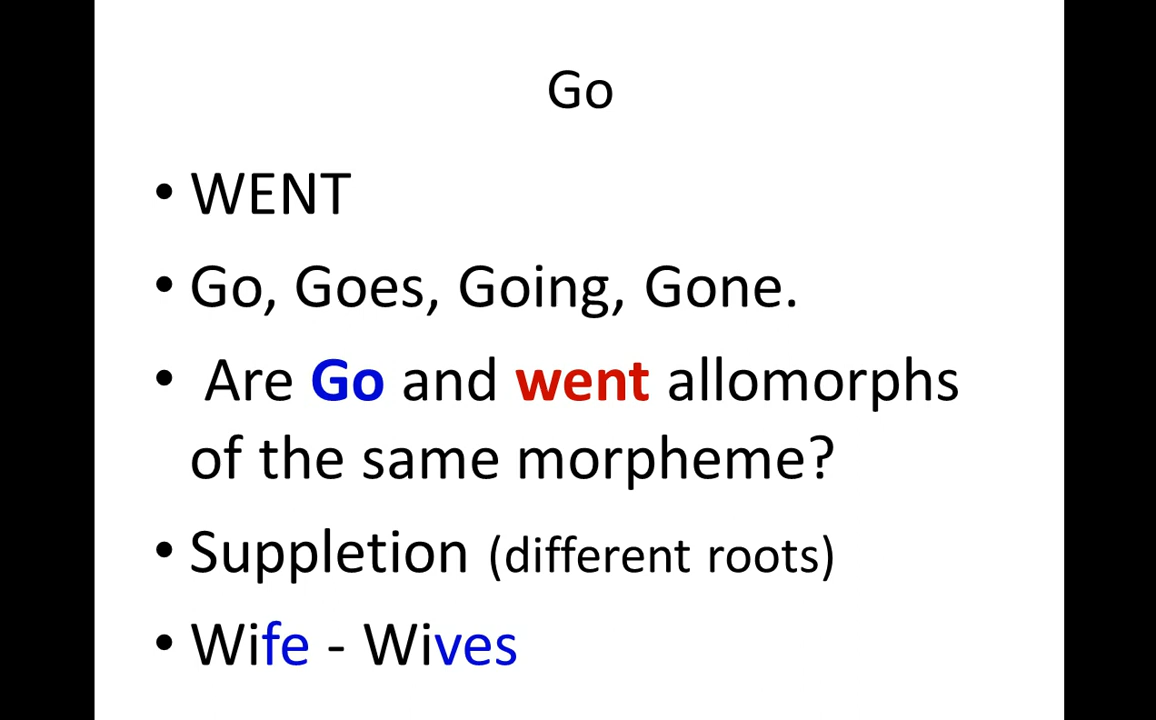 Go
• WENT
• Go, Goes, Going, Gone.
• Are Go and went allomorphs
of the same morpheme?
• Suppletion (different roots)
• Wife - Wives